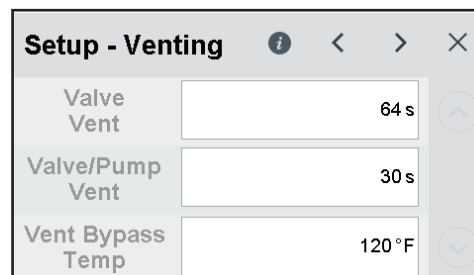 Setup - Venting
Valve
Vent
64 s
Valve/Pump
Vent
30 s
Vent Bypass
Temp
120°F